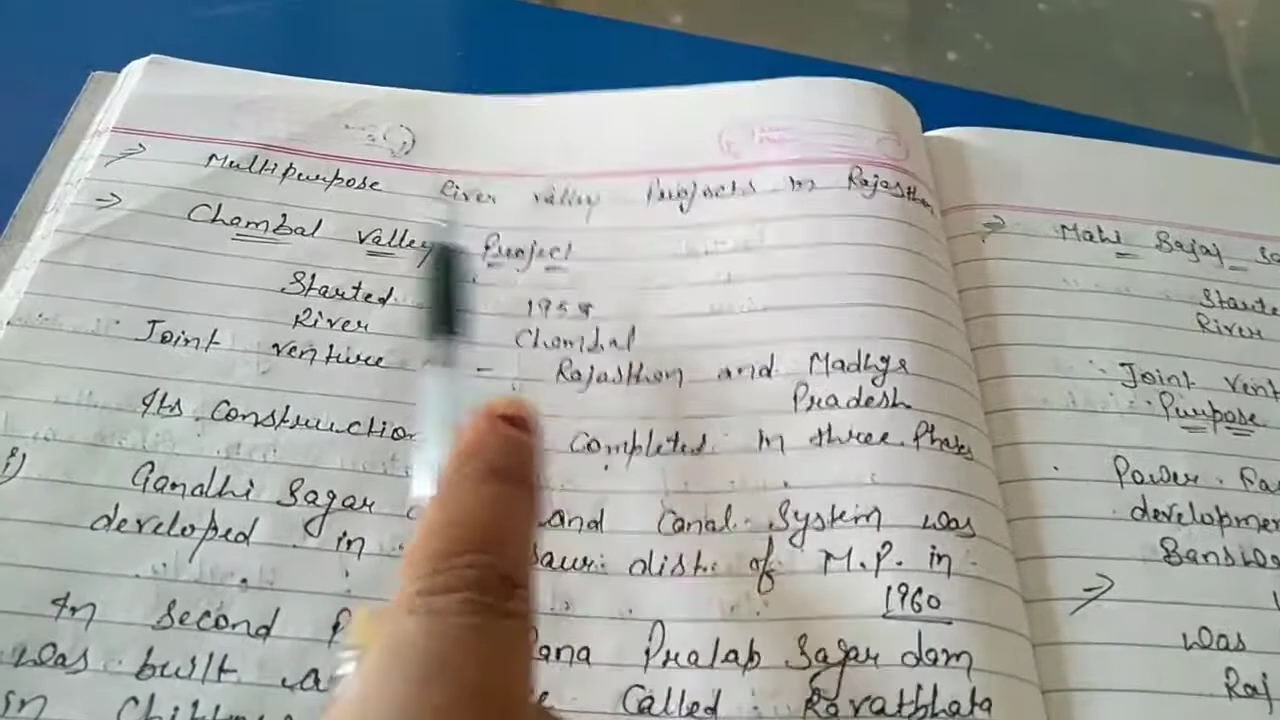 ⇒ Multipurpose River valley Projects in Rajasthan
⇒ Chambal Valley Project
Started 1954
River Chambal
Joint venture - Rajasthan and Madhya
Pradesh
Its construction completed in three Phases
i) Gandhi Sagar and Canal System was
developed in saur dist. of M.P. in
1960
In second Rana Pratap Sagar dam
was built Called Ravatbhata
in
⇒ Mahi Bajaj
Started
River
Joint Vent
Purpose
Power
developmen
Banswa
⇒
was
Raj